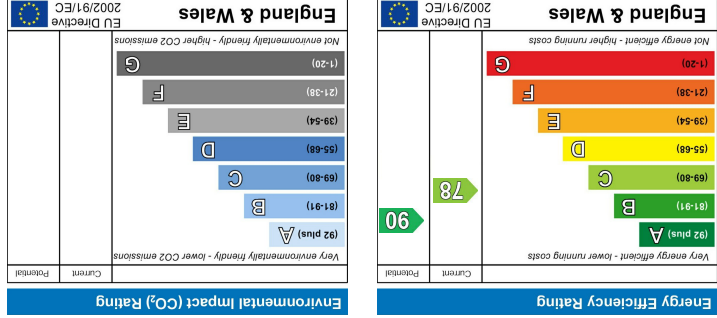 Energy Efficiency Rating
Current Potential
Very energy efficient - lower running costs
(92 plus) A
(81-91) B
(69-80) C
(55-68) D
(39-54) E
(21-38) F
(1-20) G
78
90
Not energy efficient - higher running costs
England & Wales
EU Directive
2002/91/EC
Environmental Impact (CO₂) Rating
Current Potential
Very environmentally friendly - lower CO2 emissions
(92 plus) A
(81-91) B
(69-80) C
(55-68) D
(39-54) E
(21-38) F
(1-20) G
Not environmentally friendly - higher CO2 emissions
England & Wales
EU Directive
2002/91/EC